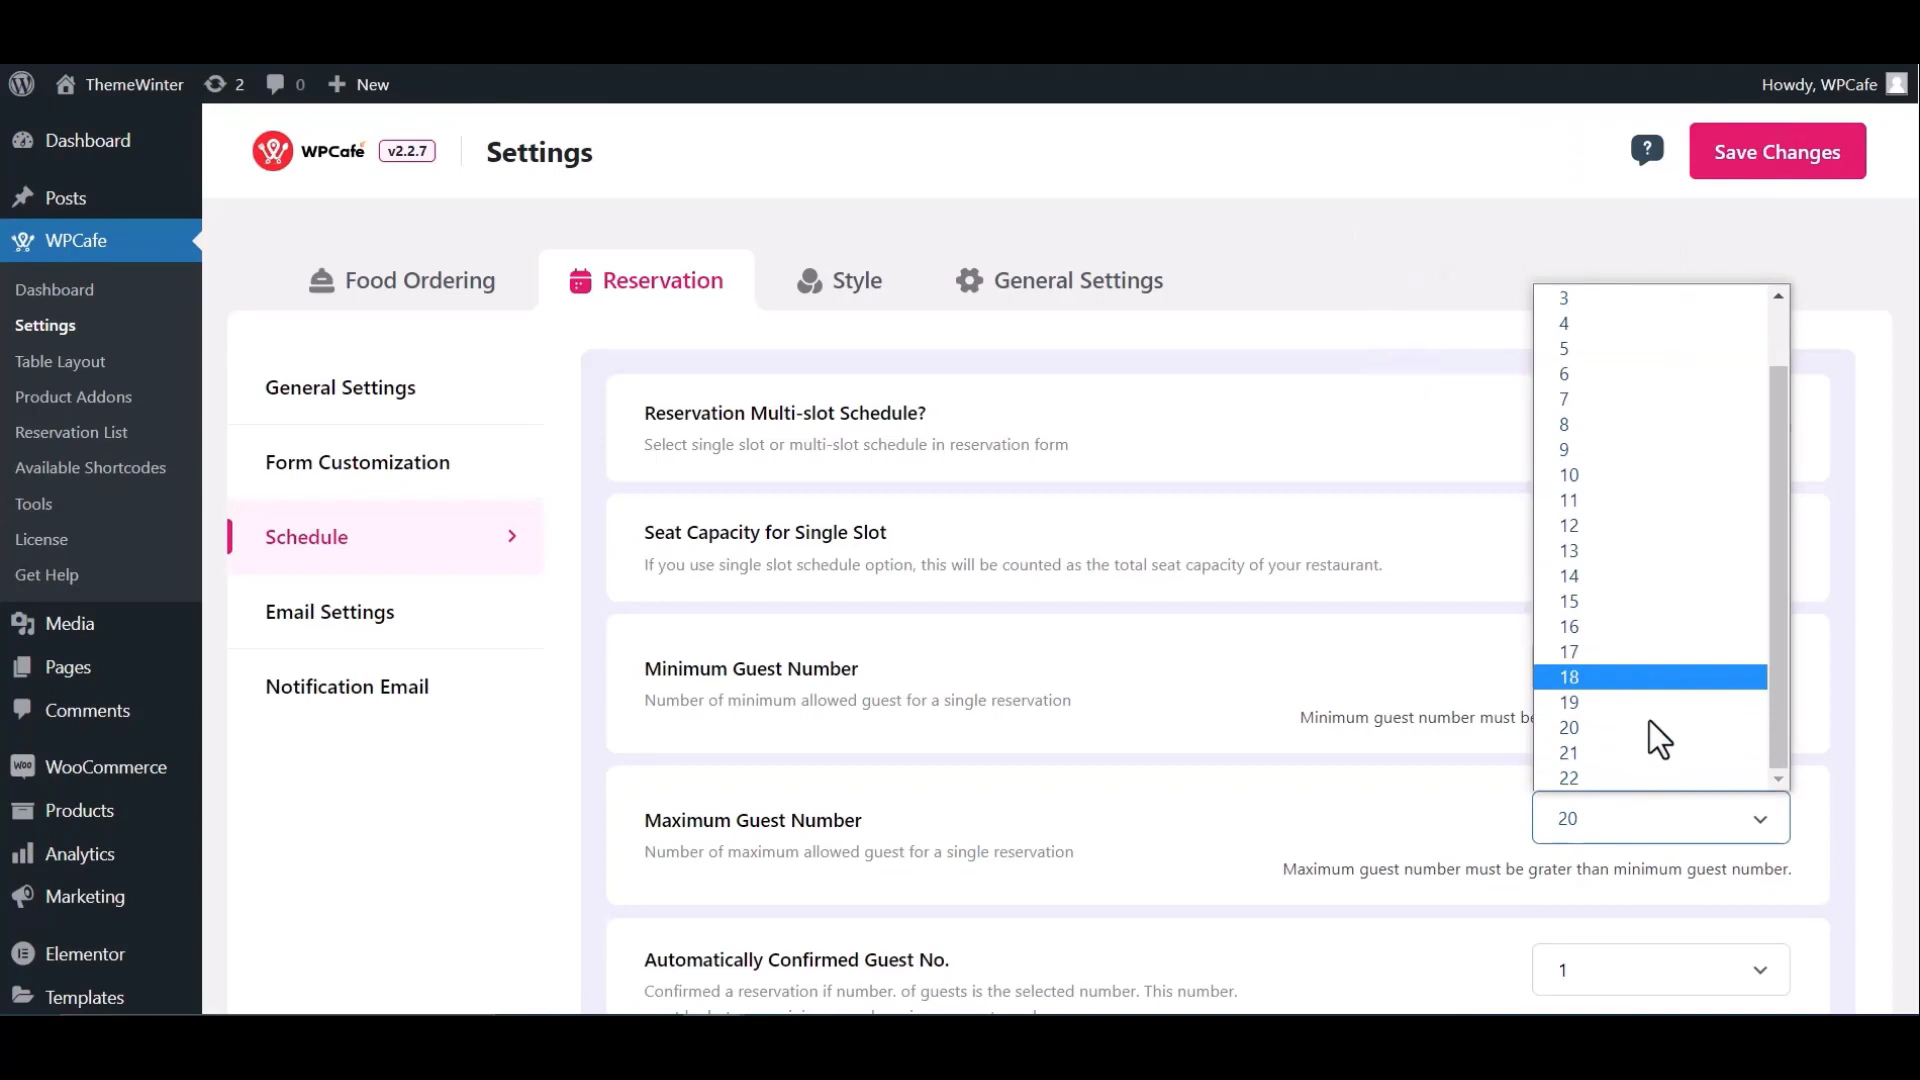 ThemeWinter
2
0
New
Howdy, WPCafe
Dashboard
Posts
WPCafe
Dashboard
Settings
Table Layout
Product Addons
Reservation List
Available Shortcodes
Tools
License
Get Help
Media
Pages
Comments
WooCommerce
Products
Analytics
Marketing
Elementor
Templates
WPCafé
v2.2.7
Settings
?
Save Changes
Food Ordering
Reservation
Style
General Settings
General Settings
Form Customization
Schedule
Email Settings
Notification Email
Reservation Multi-slot Schedule?
Select single slot or multi-slot schedule in reservation form
Seat Capacity for Single Slot
If you use single slot schedule option, this will be counted as the total seat capacity of your restaurant.
Minimum Guest Number
Number of minimum allowed guest for a single reservation
Minimum guest number must be
3
4
5
6
7
8
9
10
11
12
13
14
15
16
17
18
19
20
21
22
Maximum Guest Number
Number of maximum allowed guest for a single reservation
20
Maximum guest number must be grater than minimum guest number.
Automatically Confirmed Guest No.
Confirmed a reservation if number. of guests is the selected number. This number.
1